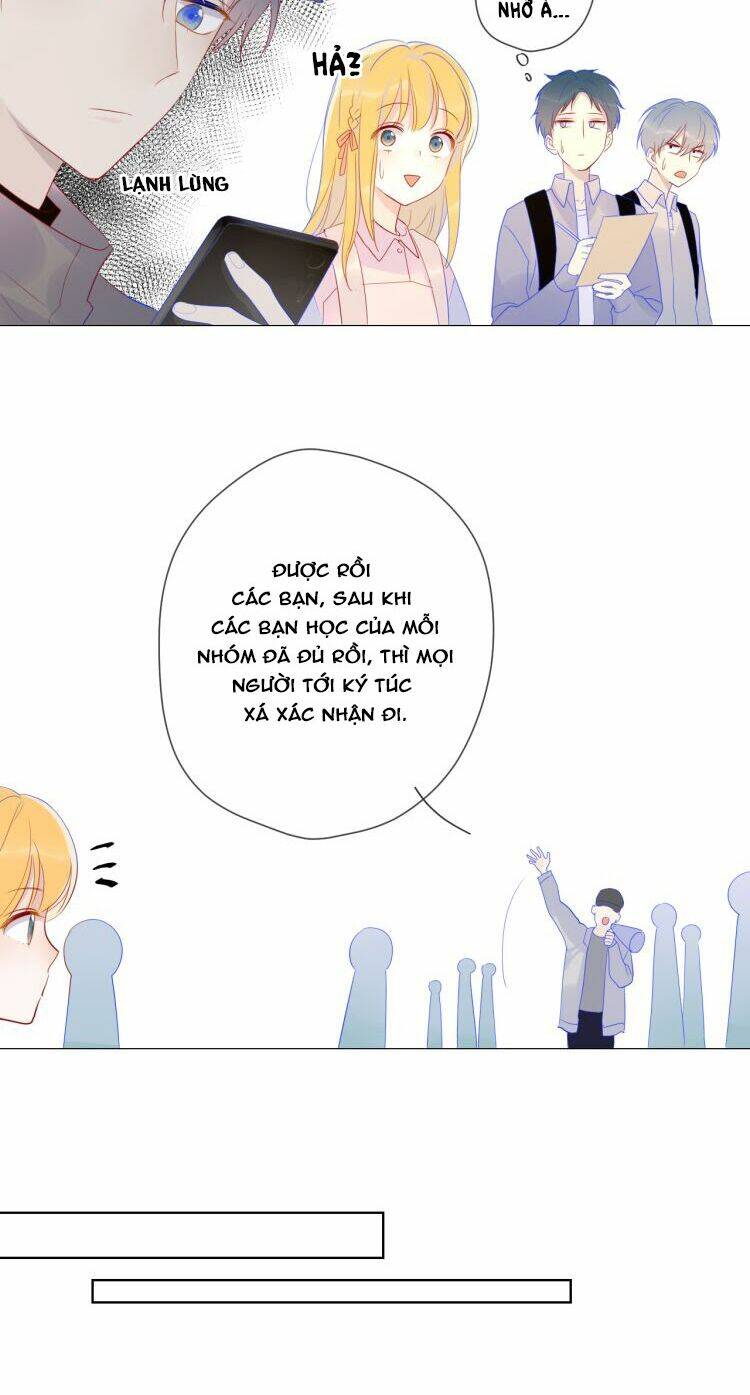 NHỜ À...
HẢ?
LẠNH LÙNG
ĐƯỢC RỒI
CÁC BẠN, SAU KHI
CÁC BẠN HỌC CỦA MỖI
NHÓM ĐÃ ĐỦ RỒI, THÌ MỌI
NGƯỜI TỚI KÝ TÚC
XÁ XÁC NHẬN ĐI.